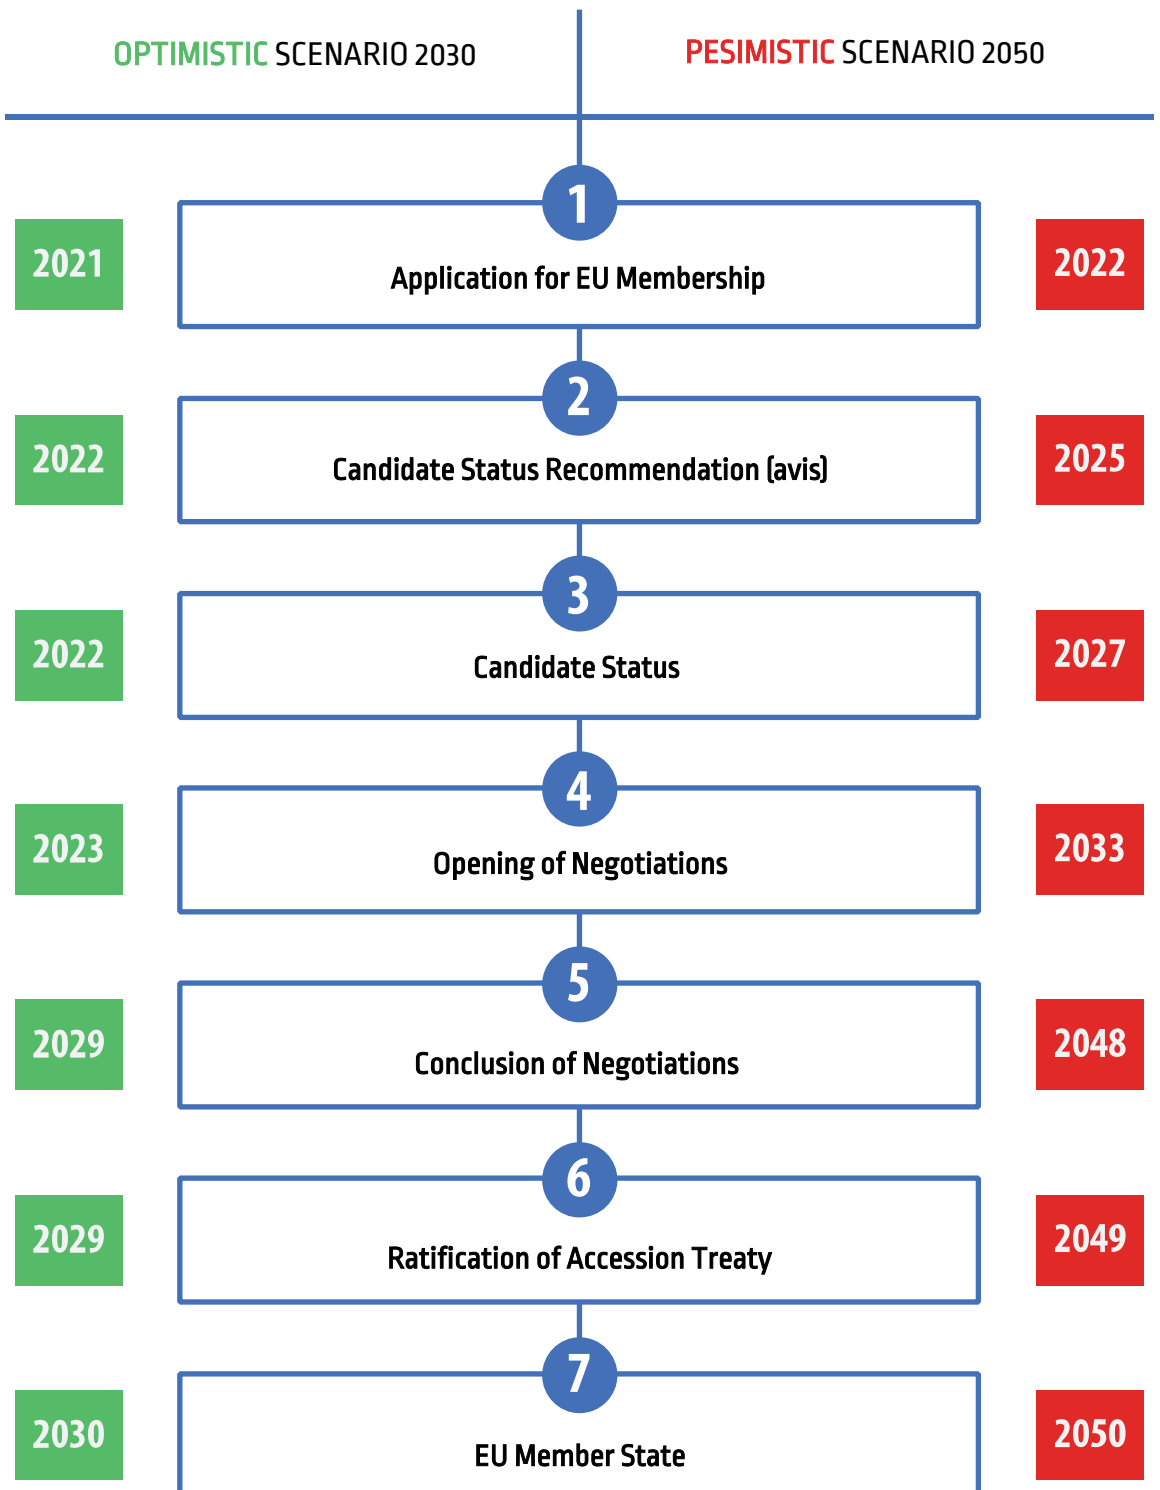 OPTIMISTIC SCENARIO 2030
PESIMISTIC SCENARIO 2050
1
2021
Application for EU Membership
2022
2
2022
Candidate Status Recommendation (avis)
2025
3
2022
Candidate Status
2027
4
2023
Opening of Negotiations
2033
5
2029
Conclusion of Negotiations
2048
6
2029
Ratification of Accession Treaty
2049
7
2030
EU Member State
2050